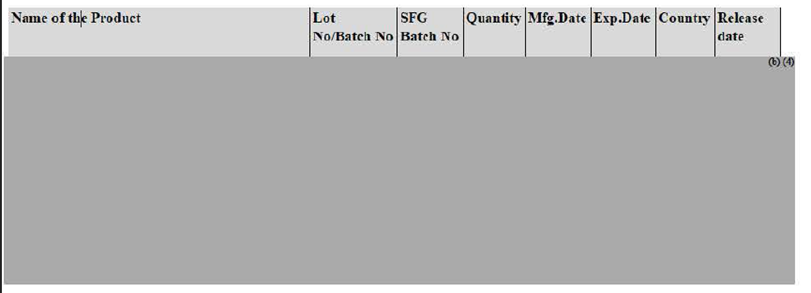 Name of the Product Lot SFG Quantity Mfg.Date Exp.Date Country Release
No/Batch No Batch No date
(b) (4)